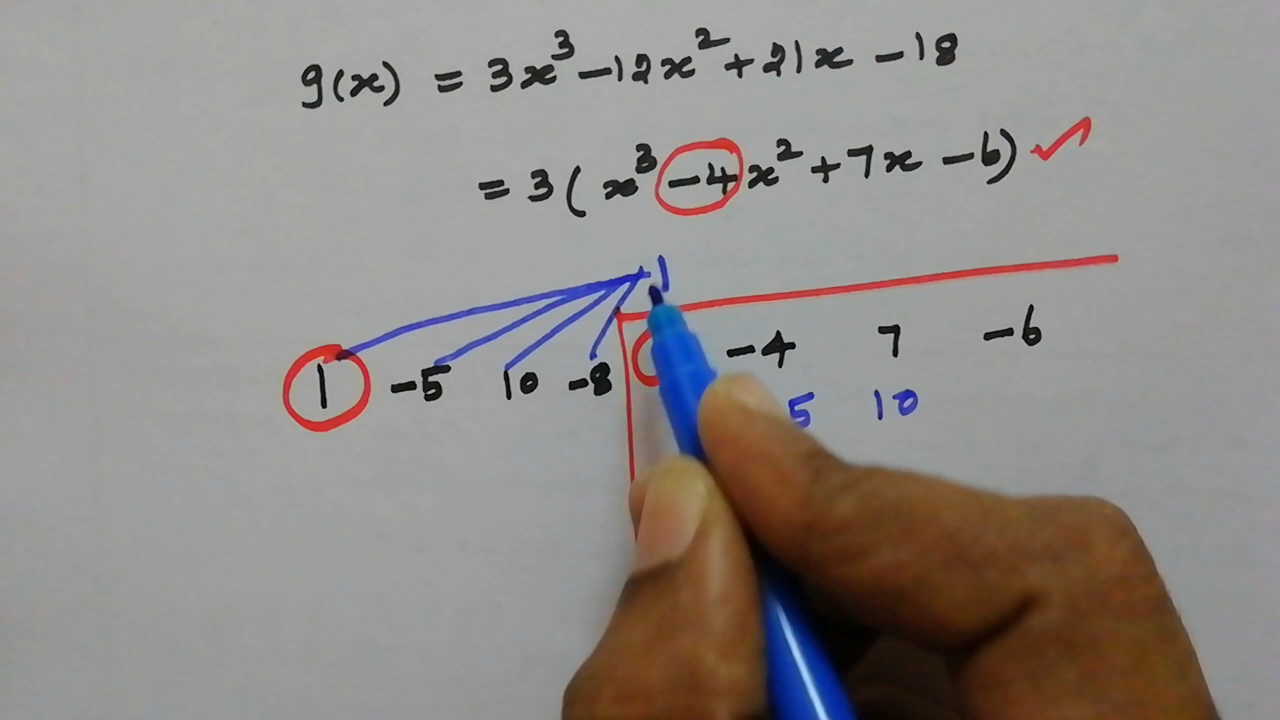 g(x) = 3x³ -12x² + 21x - 18
= 3(x³ -4x² + 7x - 6)
1
1 -5 10 -8 -4 7 -6
5 10